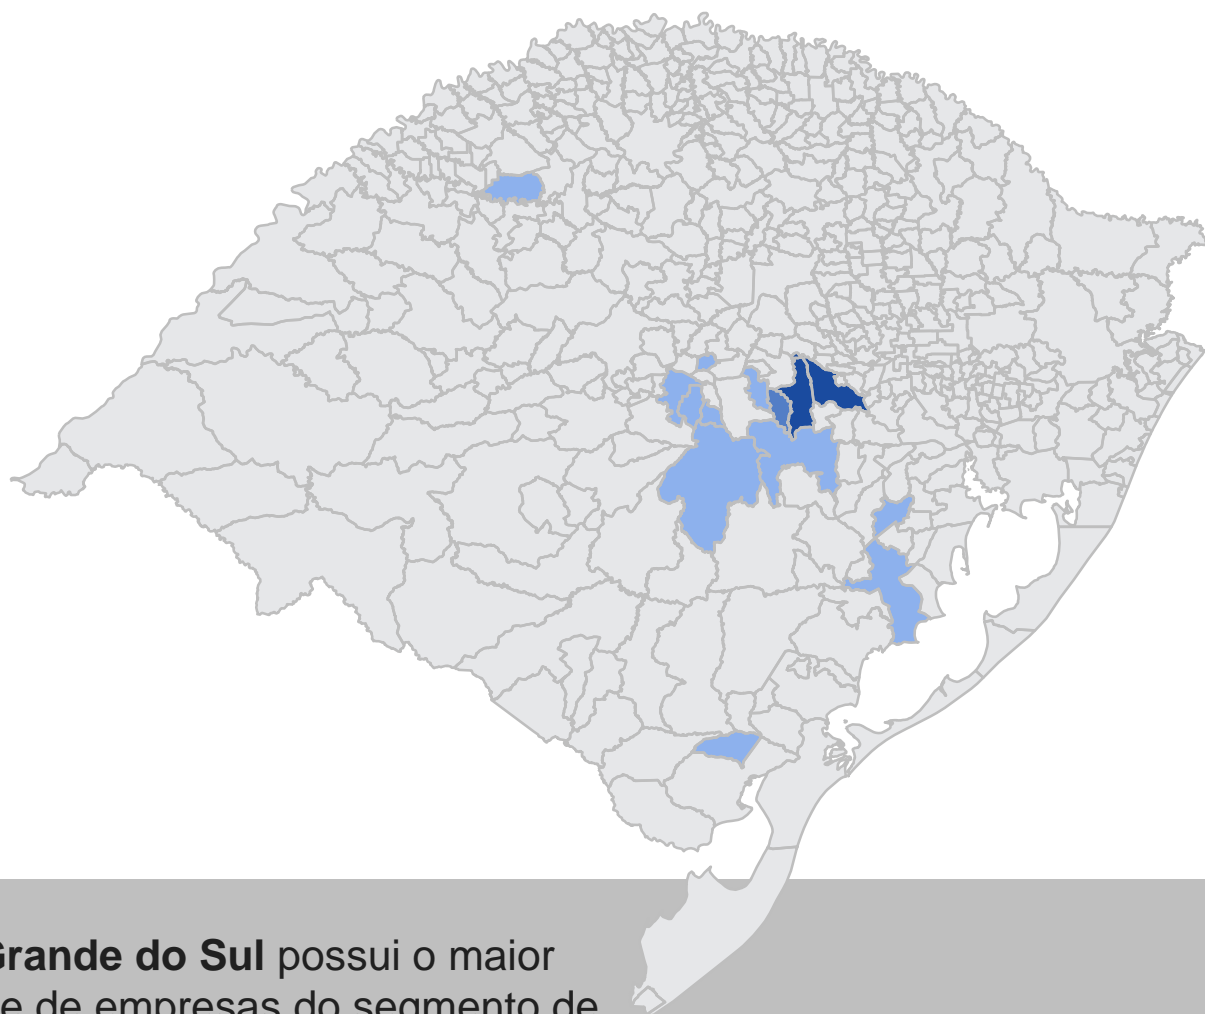 Grande do Sul possui o maior
e de empresas do segmento de